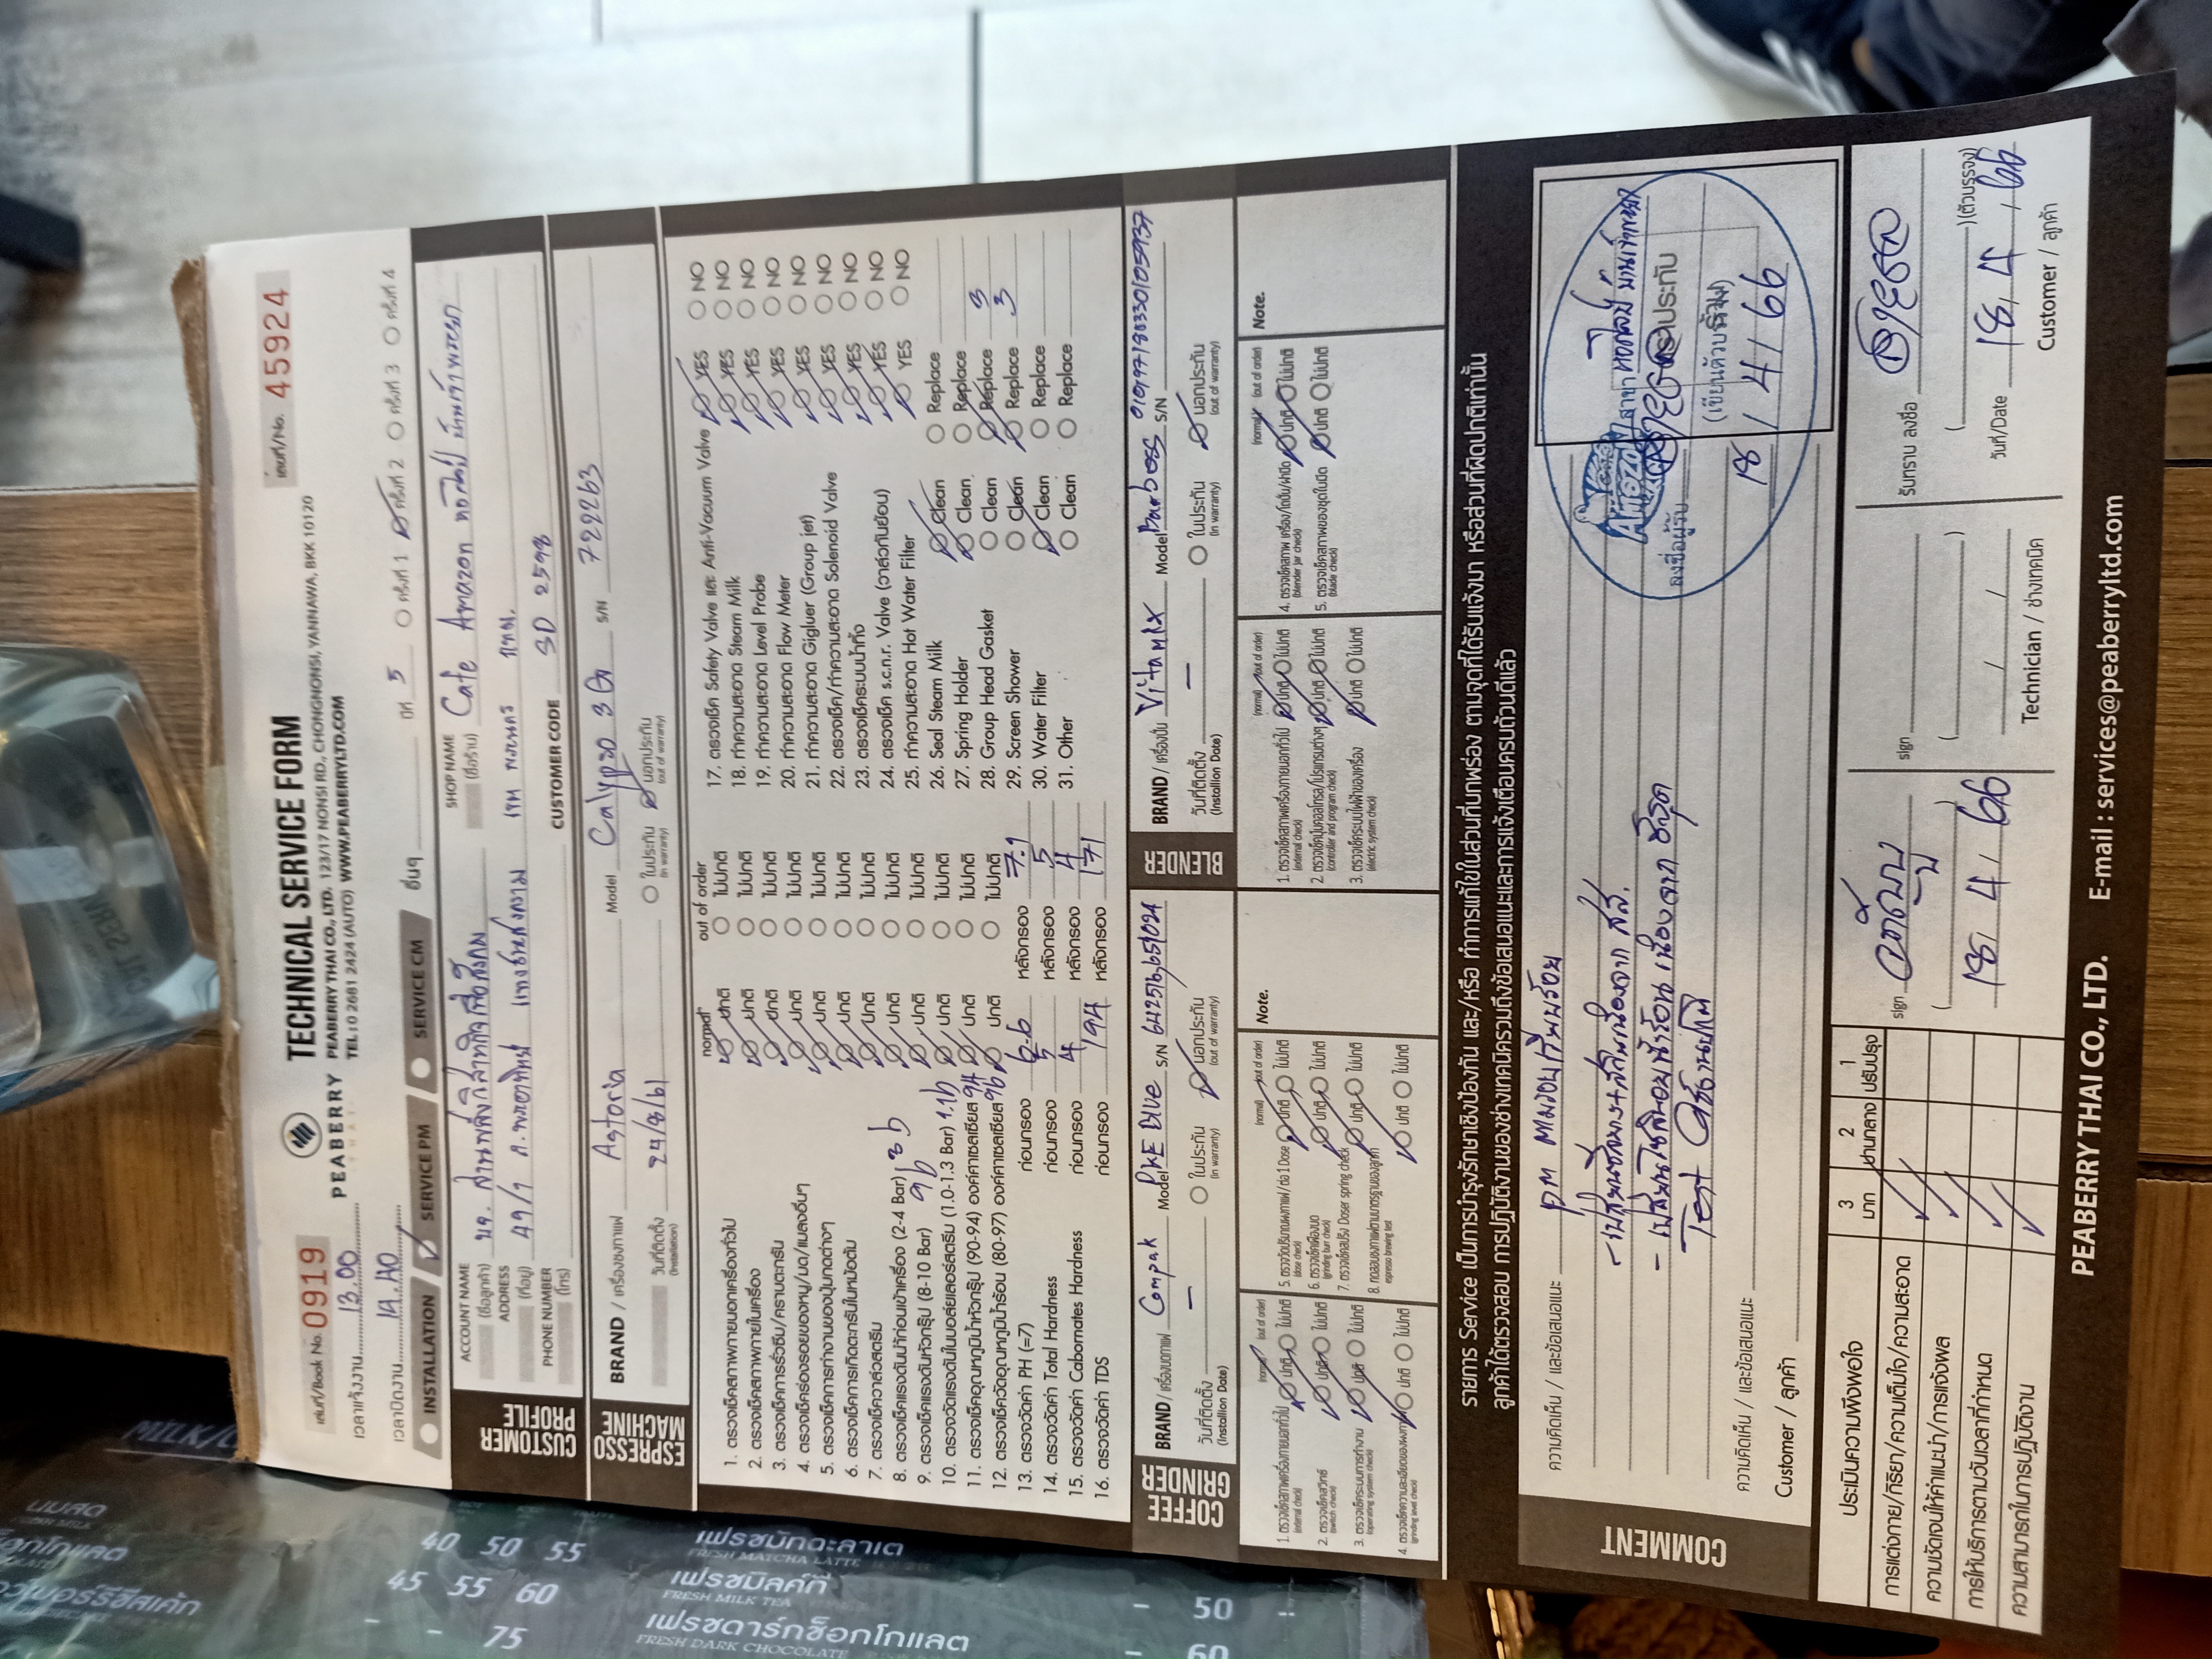 เล่มที่/Book No. 0919
PEABERRY
THAI
TECHNICAL SERVICE FORM
PEABERRY THAI CO., LTD. 123/17 NONSI RD., CHONGNONSI, YANNAWA, BKK 10120
TEL : 0 2681 2424 (AUTO) WWW.PEABERRYLTD.COM
เลขที่/No. 45924
เวลาแจ้งงาน 13.00
เวลาปิดงาน 14.40
INSTALLATION / SERVICE PM SERVICE CM อื่นๆ ปีที่ 5 ครั้งที่ 1 ครั้งที่ 2 ครั้งที่ 3 ครั้งที่ 4
CUSTOMER PROFILE
ACCOUNT NAME (ชื่อลูกค้า) บจ. สานพลังวิสาหกิจเพื่อสังคม
SHOP NAME (ชื่อร้าน) Cafe Amazon
ADDRESS (ที่อยู่) 49/1 ถ.พระอาทิตย์ แขวงชนะสงคราม เขต พระนคร กทม.
PHONE NUMBER (โทร)
CUSTOMER CODE SD 2598
ESPRESSO MACHINE
BRAND / เครื่องชงกาแฟ Astoria Model Calypso 3 G S/N 729263
วันที่ติดตั้ง (Installation) 24/8/61 ในประกัน (in warranty) นอกประกัน (out of warranty)
normal out of order
1. ตรวจเช็คสภาพภายนอกเครื่องทั่วไป ปกติ ไม่ปกติ
2. ตรวจเช็คสภาพภายในเครื่อง ปกติ ไม่ปกติ
3. ตรวจเช็คการรั่วซึม/คราบตะกรัน ปกติ ไม่ปกติ
4. ตรวจเช็คร่องรอยของหนู/มด/แมลงอื่นๆ ปกติ ไม่ปกติ
5. ตรวจเช็คการทำงานของปุ่มกดต่างๆ ปกติ ไม่ปกติ
6. ตรวจเช็คการเกิดตะกรันในหม้อต้ม ปกติ ไม่ปกติ
7. ตรวจเช็ควาล์วสตรีม ปกติ ไม่ปกติ
8. ตรวจเช็คแรงดันน้ำก่อนเข้าเครื่อง (2-4 Bar) 3 b ปกติ ไม่ปกติ
9. ตรวจเช็คแรงดันหัวกรุ๊ป (8-10 Bar) 9 b ปกติ ไม่ปกติ
10. ตรวจวัดแรงดันในบอยล์เลอร์สตรีม (1.0-1.3 Bar) 1.1b ปกติ ไม่ปกติ
11. ตรวจเช็คอุณหภูมิน้ำหัวกรุ๊ป (90-94) องศาเซลเซียส 94 ปกติ ไม่ปกติ
12. ตรวจเช็ควัดอุณหภูมิน้ำร้อน (80-97) องศาเซลเซียส 96 ปกติ ไม่ปกติ
13. ตรวจวัดค่า PH (=7) ก่อนกรอง 6.6 หลังกรอง 7.1
14. ตรวจวัดค่า Total Hardness ก่อนกรอง 5 หลังกรอง 5
15. ตรวจวัดค่า Cabornates Hardness ก่อนกรอง 4 หลังกรอง 4
16. ตรวจวัดค่า TDS ก่อนกรอง 194 หลังกรอง 171
17. ตรวจเช็ค Safety Valve และ Anti-Vacuum Valve YES NO
18. ทำความสะอาด Steam Milk YES NO
19. ทำความสะอาด Level Probe YES NO
20. ทำความสะอาด Flow Meter YES NO
21. ทำความสะอาด Gigluer (Group jet) YES NO
22. ตรวจเช็ค/ทำความสะอาด Solenoid Valve YES NO
23. ตรวจเช็คระบบน้ำทิ้ง YES NO
24. ตรวจเช็ค s.c.n.r. Valve (วาล์วกันย้อน) YES NO
25. ทำความสะอาด Hot Water Filter YES NO
26. Seal Steam Milk Clean Replace
27. Spring Holder Clean Replace
28. Group Head Gasket Clean Replace 3
29. Screen Shower Clean Replace 3
30. Water Filter Clean Replace
31. Other Clean Replace
COFFEE GRINDER
BRAND / เครื่องบดกาแฟ Compak Model PKE Blue S/N 642516,651094
วันที่ติดตั้ง (Installion Date) – ในประกัน (in warranty) นอกประกัน (out of warranty)
BLENDER
BRAND / เครื่องปั่น Vitamix Model Barboss S/N
วันที่ติดตั้ง (Installion Date) – ในประกัน (in warranty) นอกประกัน (out of warranty)
(normal) (out of order)
1. ตรวจเช็คสภาพเครื่องภายนอกทั่วไป (external check) ปกติ ไม่ปกติ
2. ตรวจเช็คสวิทซ์ (switch check) ปกติ ไม่ปกติ
3. ตรวจเช็คระบบการทำงาน (operating system check) ปกติ ไม่ปกติ
4. ตรวจเช็คความละเอียดของผงกาแฟ (grinding level check) ปกติ ไม่ปกติ
5. ตรวจวัดปริมาณผงกาแฟ/ต่อ 1 Dose (dose check) ปกติ ไม่ปกติ
6. ตรวจเช็คเฟืองบด (grinding burr check) ปกติ ไม่ปกติ
7. ตรวจเช็คสปริง Doser spring check ปกติ ไม่ปกติ
8. ทดสอบชงกาแฟตามมาตรฐานของลูกค้า espresso brewing test ปกติ ไม่ปกติ
Note.
1. ตรวจเช็คสภาพเครื่องภายนอกทั่วไป (external check) ปกติ ไม่ปกติ
2. ตรวจเช็คปุ่มคอลโทรล/โปรแกรมต่างๆ (controller and program check) ปกติ ไม่ปกติ
3. ตรวจเช็คระบบไฟฟ้าของเครื่อง (electric system check) ปกติ ไม่ปกติ
4. ตรวจเช็คสภาพ เครื่อง/โถปั่น/ฝาปิด (blender jar check) ปกติ ไม่ปกติ
5. ตรวจเช็คสภาพของชุดใบมีด (blade check) ปกติ ไม่ปกติ
Note.
รายการ Service เป็นการบำรุงรักษาเชิงป้องกัน และ/หรือ ทำการแก้ไขในส่วนที่บกพร่อง ตามจุดที่ได้รับแจ้งมา หรือส่วนที่ผิดปกติเท่านั้น
ลูกค้าได้ตรวจสอบ การปฏิบัติงานของช่างเทคนิครวมถึงข้อเสนอแนะและการแจ้งเตือนครบถ้วนดีแล้ว
COMMENT
ความคิดเห็น / และข้อเสนอแนะ PM ตามรอบเรียบร้อย
- เปลี่ยนซีลยาง+สกรีนเนื่องจาก สส.
- เปลี่ยน น้ำร้อน เนื่องจาก ชำรุด
Test ใช้งานปกติ
ความคิดเห็น / และข้อเสนอแนะ
Customer / ลูกค้า
Café Amazon
สาขา
ลงชื่อผู้รับ
(เขียนตัวบรรจง)
18 / 4 / 66
ประเมินความพึงพอใจ 3 มาก 2 ปานกลาง 1 ปรับปรุง
การแต่งกาย/กิริยา/ความเต็มใจ/ความสะอาด
ความชัดเจนให้คำแนะนำ/การแจ้งผล
การให้บริการตามวันเวลาที่กำหนด
ความสามารถในการปฏิบัติงาน
sign
18 / 4 / 66
sign
Technician / ช่างเทคนิค
รับทราบ ลงชื่อ
(ตัวบรรจง)
วันที่/Date 18 / 4 / 66
Customer / ลูกค้า
PEABERRY THAI CO., LTD. E-mail : services@peaberryltd.com
นมสด
40 50 55
45 55 60
- - 75
เฟรชมัทฉะลาเต้
FRESH MATCHA LATTE
เฟรชมิลค์ที
FRESH MILK TEA
- 50 --
เฟรชดาร์กช็อกโกแลต
FRESH DARK CHOCOLATE
60